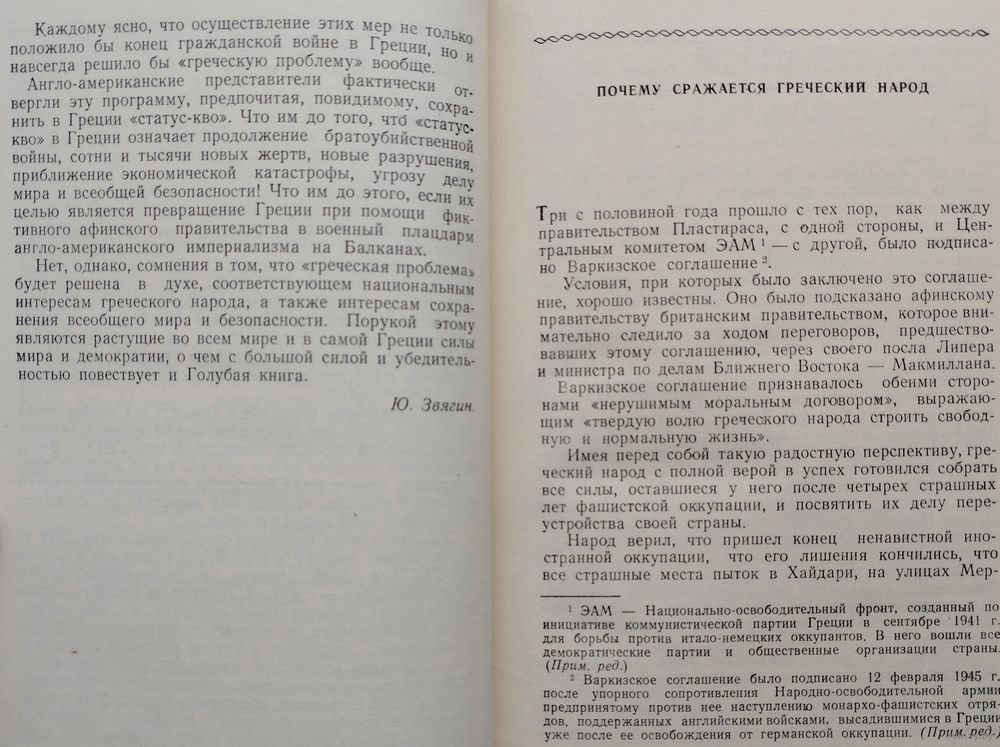 Каждому ясно, что осуществление этих мер не только
положило бы конец гражданской войне в Греции, но и
навсегда решило бы «греческую проблему» вообще.
Англо-американские представители фактически от-
вергли эту программу, предпочитая, повидимому, сохра-
нить в Греции «статус-кво». Что им до того, что «статус-
кво» в Греции означает продолжение братоубийственной
войны, сотни и тысячи новых жертв, новые разрушения,
приближение экономической катастрофы, угрозу делу
мира и всеобщей безопасности! Что им до этого, если их
целью является превращение Греции при помощи фик-
тивного афинского правительства в военный плацдарм
англо-американского империализма на Балканах.
Нет, однако, сомнения в том, что «греческая проблема»
будет решена в духе, соответствующем национальным
интересам греческого народа, а также интересам сохра-
нения всеобщего мира и безопасности. Порукой этому
являются растущие во всем мире и в самой Греции силы
мира и демократии, о чем с большой силой и убедитель-
ностью повествует и Голубая книга.
Ю. Звягин.
ПОЧЕМУ СРАЖАЕТСЯ ГРЕЧЕСКИЙ НАРОД
Три с половиной года прошло с тех пор, как между
правительством Пластираса, с одной стороны, и Цен-
тральным комитетом ЭАМ 1 — с другой, было подписа-
но Варкизское соглашение 2.
Условия, при которых было заключено это соглаше-
ние, хорошо известны. Оно было подсказано афинскому
правительству британским правительством, которое вни-
мательно следило за ходом переговоров, предшество-
вавших этому соглашению, через своего посла Липера
и министра по делам Ближнего Востока — Макмиллана.
Варкизское соглашение признавалось обеими сторо-
нами «нерушимым моральным договором», выражаю-
щим «твердую волю греческого народа строить свобод-
ную и нормальную жизнь».
Имея перед собой такую радостную перспективу, гре-
ческий народ с полной верой в успех готовился собрать
все силы, оставшиеся у него после четырех страшных
лет фашистской оккупации, и посвятить их делу пере-
устройства своей страны.
Народ верил, что пришел конец ненавистной ино-
странной оккупации, что его лишения кончились, что
все страшные места пыток в Хайдари, на улицах Мер-
1 ЭАМ — Национально-освободительный фронт, созданный по
инициативе коммунистической партии Греции в сентябре 1941 г.
для борьбы против итало-немецких оккупантов. В него вошли все
демократические партии и общественные организации страны.
(Прим. ред.)
2 Варкизское соглашение было подписано 12 февраля 1945 г.
после упорного сопротивления Народно-освободительной армии
предпринятому против нее наступлению монархо-фашистских отря-
дов, поддержанных английскими войсками, высадившимися в Греции
уже после ее освобождения от германской оккупации. (Прим. ред.)